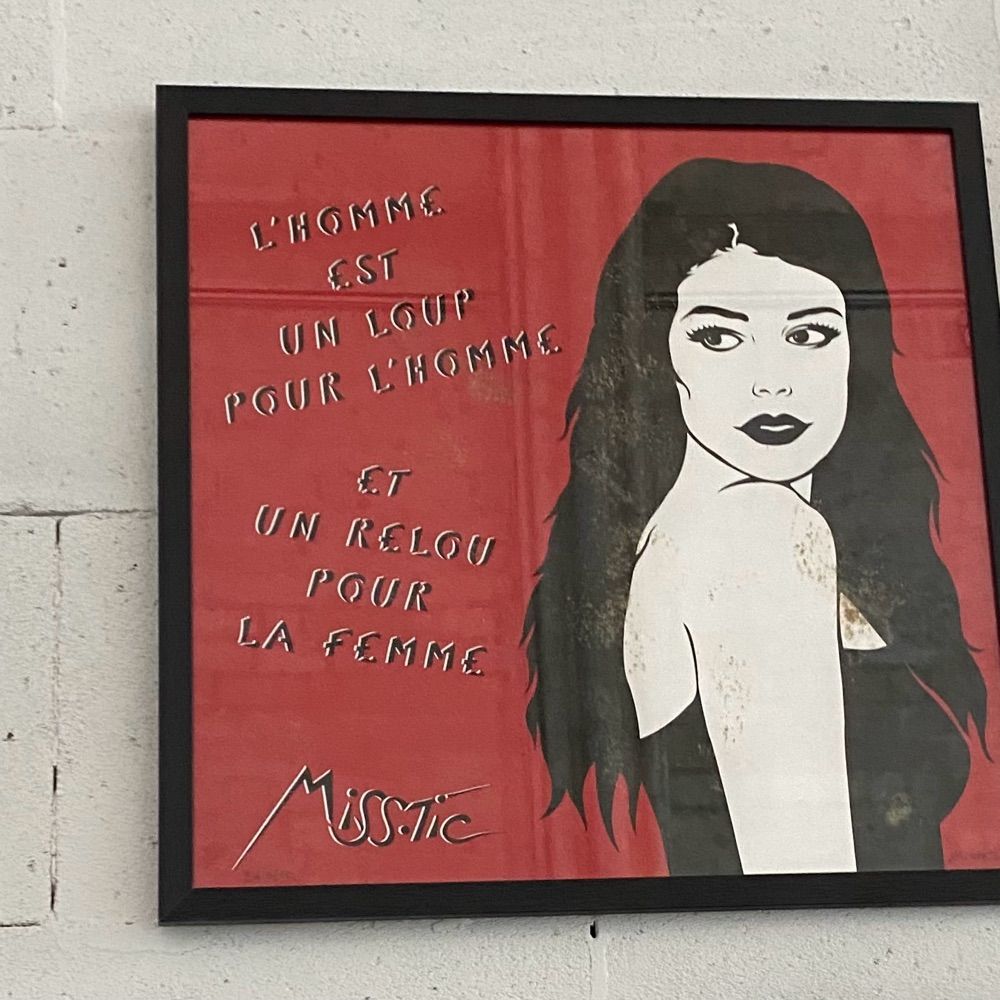 L'HOMME
EST
UN LOUP
POUR L'HOMME
ET
UN RELOU
POUR
LA FEMME
Miss.Tic